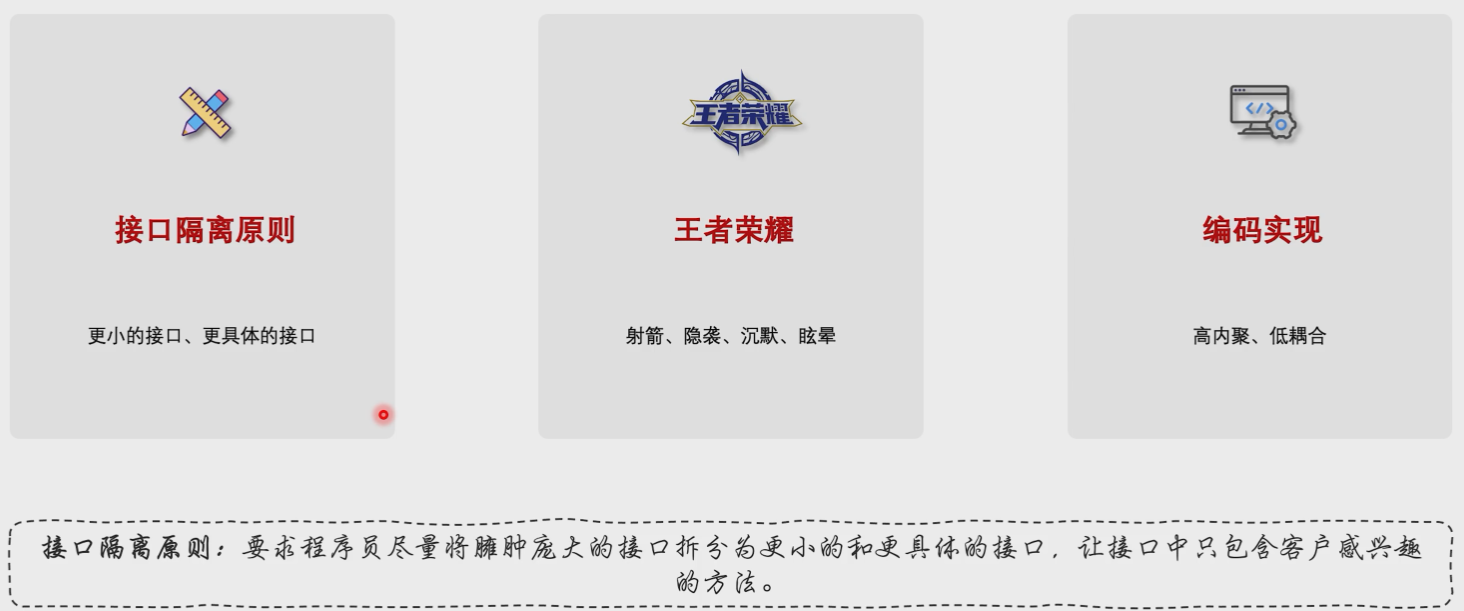 王者荣耀
接口隔离原则
王者荣耀
编码实现
更小的接口、更具体的接口
射箭、隐袭、沉默、眩晕
高内聚、低耦合
接口隔离原则：要求程序员尽量将臃肿庞大的接口拆分为更小的和更具体的接口，让接口中只包含客户感兴趣
的方法。